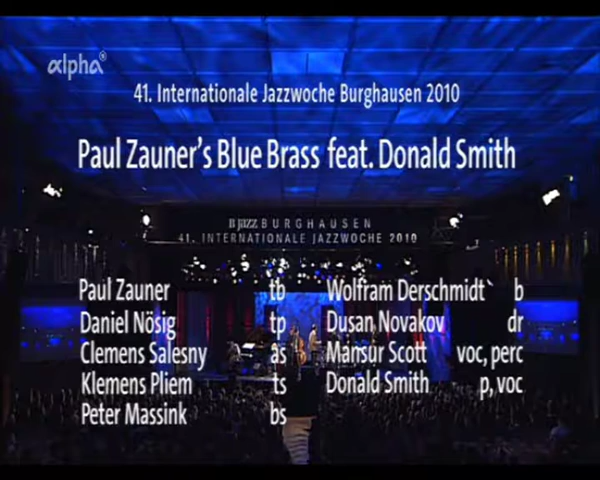 alpha
41. Internationale Jazzwoche Burghausen 2010
Paul Zauner's Blue Brass feat. Donald Smith
B jazz BURGHAUSEN
41. INTERNATIONALE JAZZWOCHE 2010
Paul Zauner tb
Daniel Nösig tp
Clemens Salesny as
Klemens Pliem ts
Peter Massink bs
Wolfram Derschmidt` b
Dusan Novakov dr
Mansur Scott voc, perc
Donald Smith p, voc